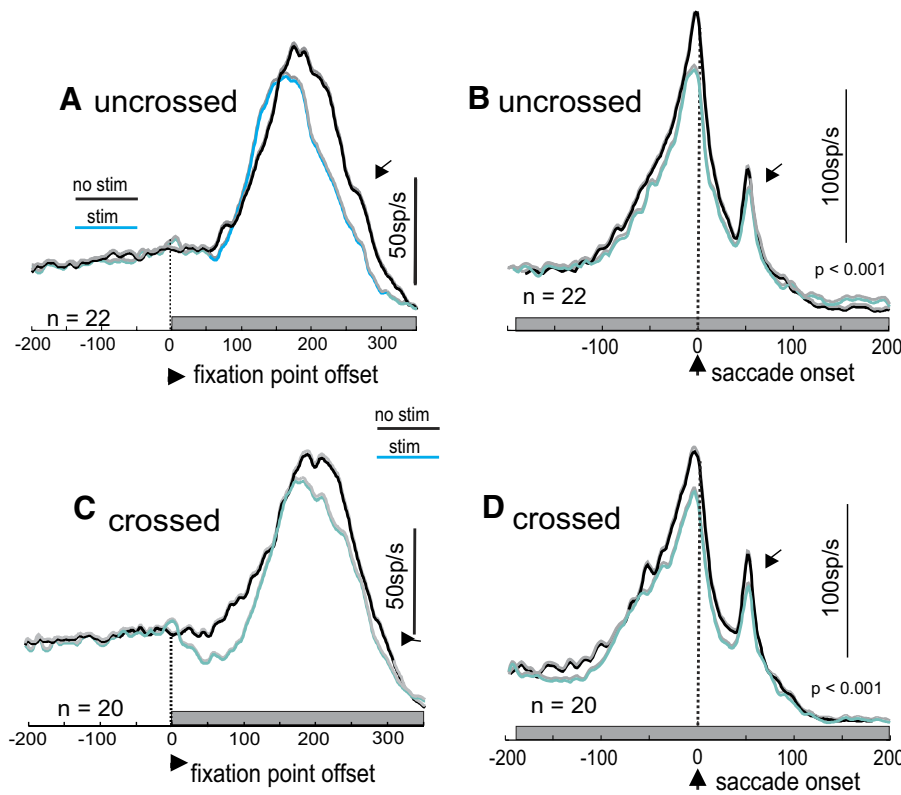 A uncrossed
no stim
stim
50sp/s
n = 22
-200 -100 0 100 200 300
fixation point offset
B uncrossed
100sp/s
p < 0.001
n = 22
-100 0 100 200
saccade onset
no stim
stim
C crossed
50sp/s
n = 20
-200 -100 0 100 200 300
fixation point offset
D crossed
100sp/s
p < 0.001
n = 20
-100 0 100 200
saccade onset